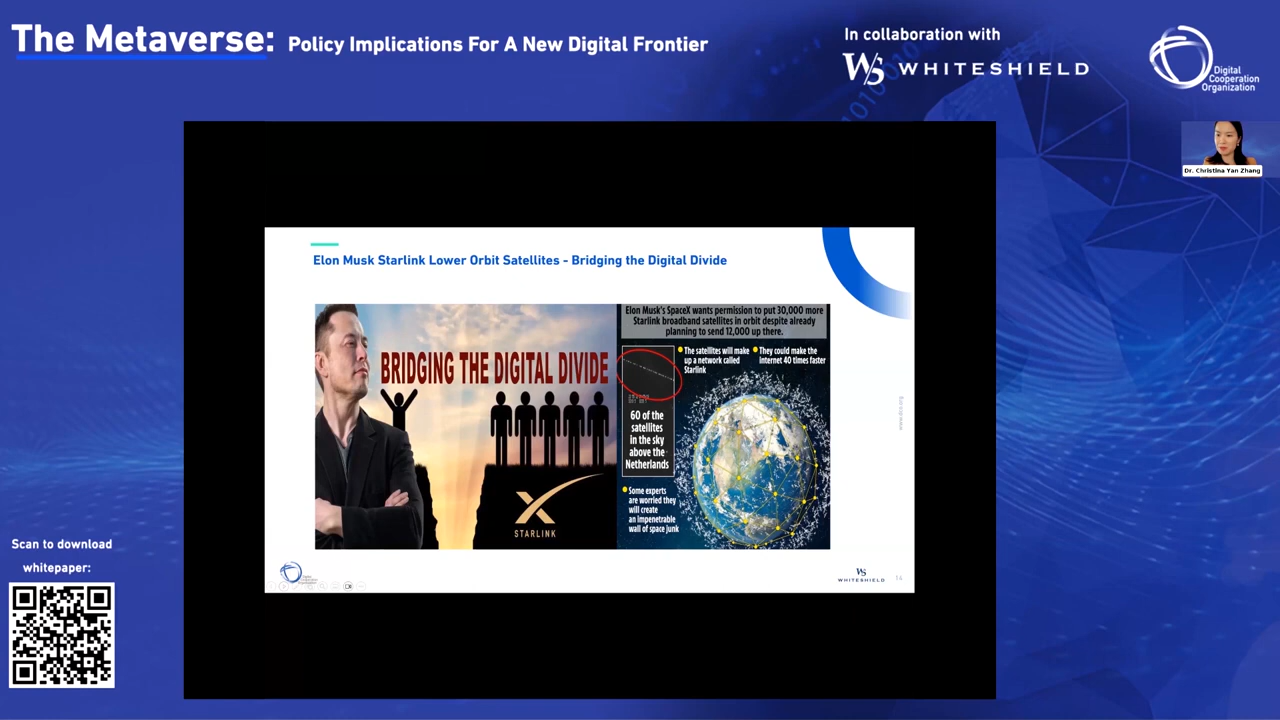 The Metaverse: Policy Implications For A New Digital Frontier
In collaboration with
WS WHITESHIELD
Digital
Cooperation
Organization
Dr. Christina Yan Zhang
Elon Musk Starlink Lower Orbit Satellites - Bridging the Digital Divide
BRIDGING THE DIGITAL DIVIDE
STARLINK
Elon Musk's SpaceX wants permission to put 30,000 more
Starlink broadband satellites in orbit despite already
planning to send 12,000 up there.
The satellites will make
up a network called
Starlink
They could make the
internet 40 times faster
60 of the
satellites
in the sky
above the
Netherlands
Some experts
are worried they
will create
an impenetrable
wall of space junk
WS
WHITESHIELD
14
Scan to download
whitepaper: